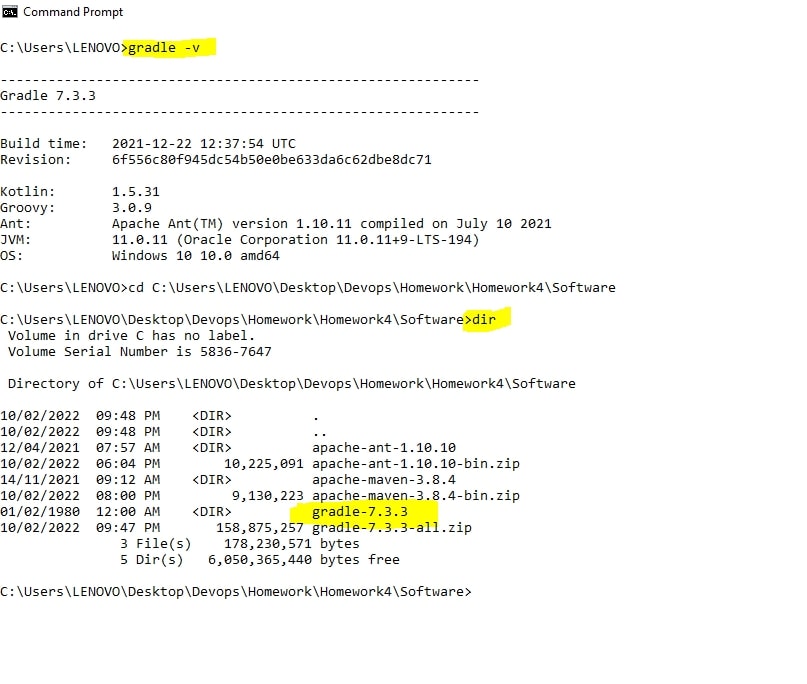 Command Prompt
C:\Users\LENOVO>gradle -v
------------------------------------------------------------
Gradle 7.3.3
------------------------------------------------------------
Build time:   2021-12-22 12:37:54 UTC
Revision:     6f556c80f945dc54b50e0be633da6c62dbe8dc71
Kotlin:       1.5.31
Groovy:       3.0.9
Ant:          Apache Ant(TM) version 1.10.11 compiled on July 10 2021
JVM:          11.0.11 (Oracle Corporation 11.0.11+9-LTS-194)
OS:           Windows 10 10.0 amd64
C:\Users\LENOVO>cd C:\Users\LENOVO\Desktop\Devops\Homework\Homework4\Software
C:\Users\LENOVO\Desktop\Devops\Homework\Homework4\Software>dir
 Volume in drive C has no label.
 Volume Serial Number is 5836-7647
 Directory of C:\Users\LENOVO\Desktop\Devops\Homework\Homework4\Software
10/02/2022  09:48 PM    <DIR>          .
10/02/2022  09:48 PM    <DIR>          ..
12/04/2021  07:57 AM    <DIR>          apache-ant-1.10.10
10/02/2022  06:04 PM        10,225,091 apache-ant-1.10.10-bin.zip
14/11/2021  09:12 AM    <DIR>          apache-maven-3.8.4
10/02/2022  08:00 PM         9,130,223 apache-maven-3.8.4-bin.zip
01/02/1980  12:00 AM    <DIR>          gradle-7.3.3
10/02/2022  09:47 PM       158,875,257 gradle-7.3.3-all.zip
               3 File(s)    178,230,571 bytes
               5 Dir(s)   6,050,365,440 bytes free
C:\Users\LENOVO\Desktop\Devops\Homework\Homework4\Software>